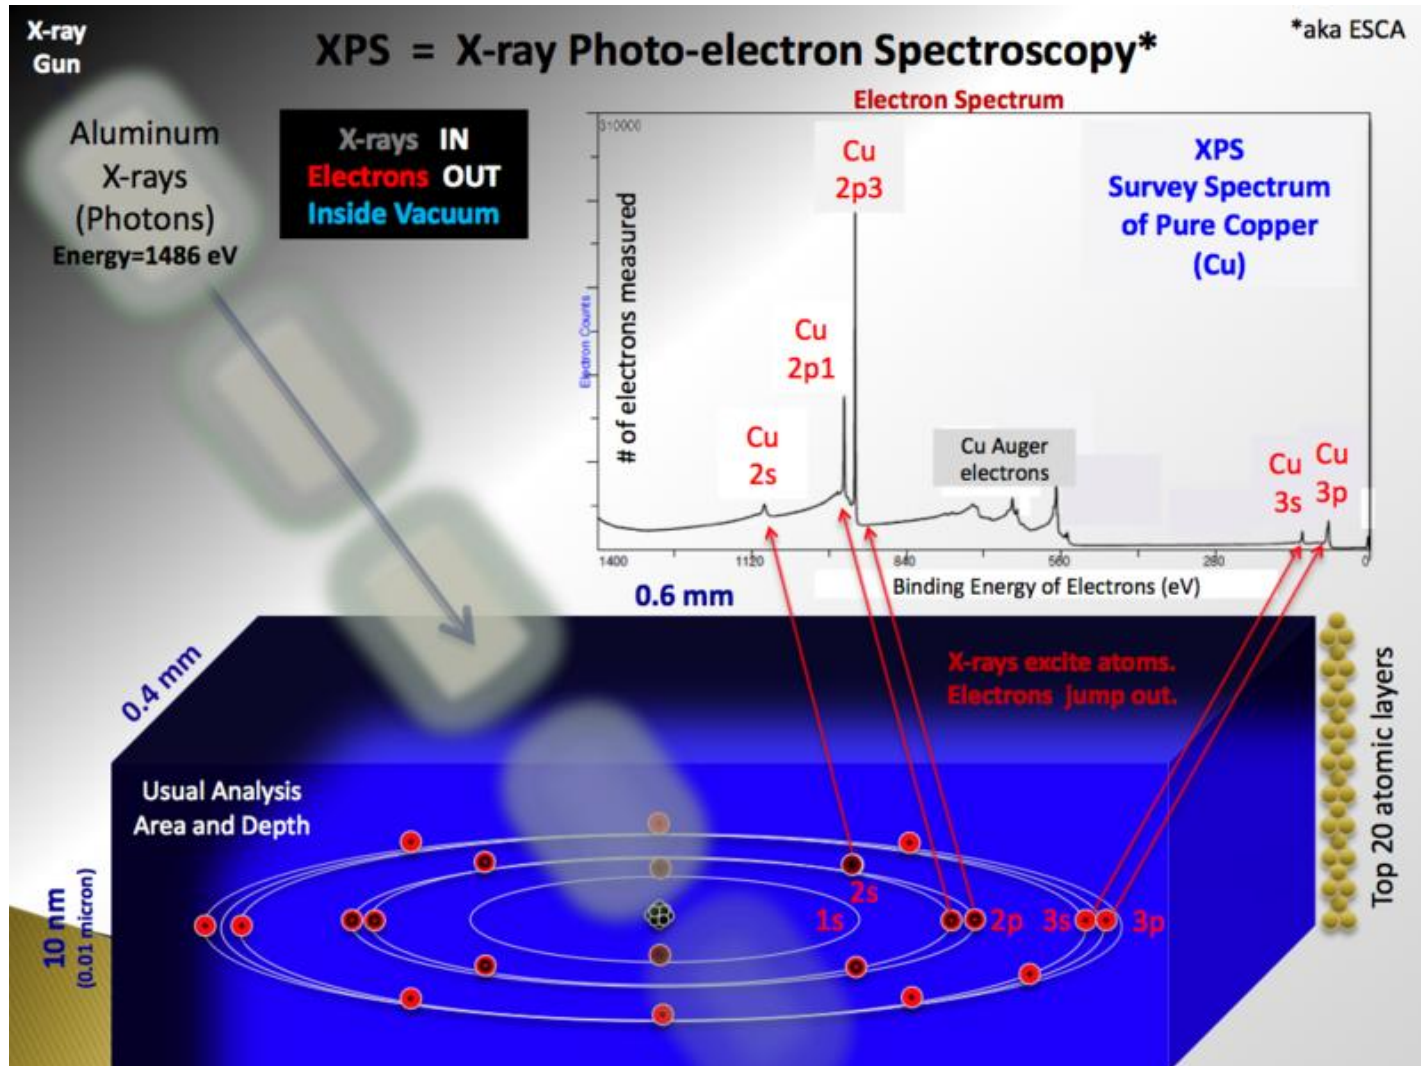 X-ray
Gun
XPS = X-ray Photo-electron Spectroscopy*
*aka ESCA
Aluminum
X-rays
(Photons)
Energy=1486 eV
X-rays IN
Electrons OUT
Inside Vacuum
Electron Spectrum
310000
XPS
Survey Spectrum
of Pure Copper
(Cu)
Electron Counts
# of electrons measured
Cu
2p3
Cu
2p1
Cu
2s
Cu Auger
electrons
Cu
3s
Cu
3p
1400
1120
840
560
280
0
Binding Energy of Electrons (eV)
0.6 mm
0.4 mm
X-rays excite atoms.
Electrons jump out.
Top 20 atomic layers
Usual Analysis
Area and Depth
10 nm
(0.01 micron)
1s
2s
2p
3s
3p